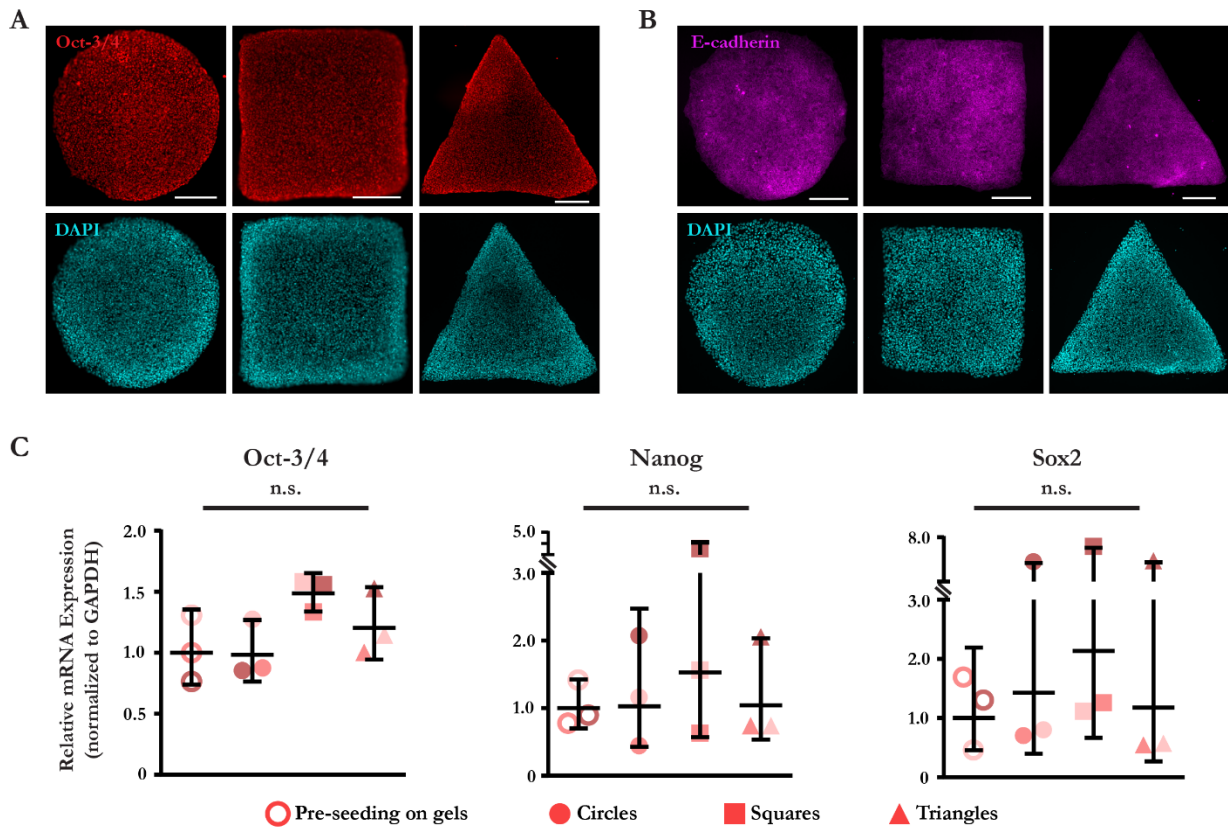 A
B
Oct-3/4
E-cadherin
DAPI
DAPI
C
Oct-3/4
Nanog
Sox2
n.s.
n.s.
n.s.
Relative mRNA Expression
(normalized to GAPDH)
2.0
1.5
1.0
0.5
0
5.0
3.0
2.0
1.0
0
8.0
3.0
2.0
1.0
0
Pre-seeding on gels
Circles
Squares
Triangles